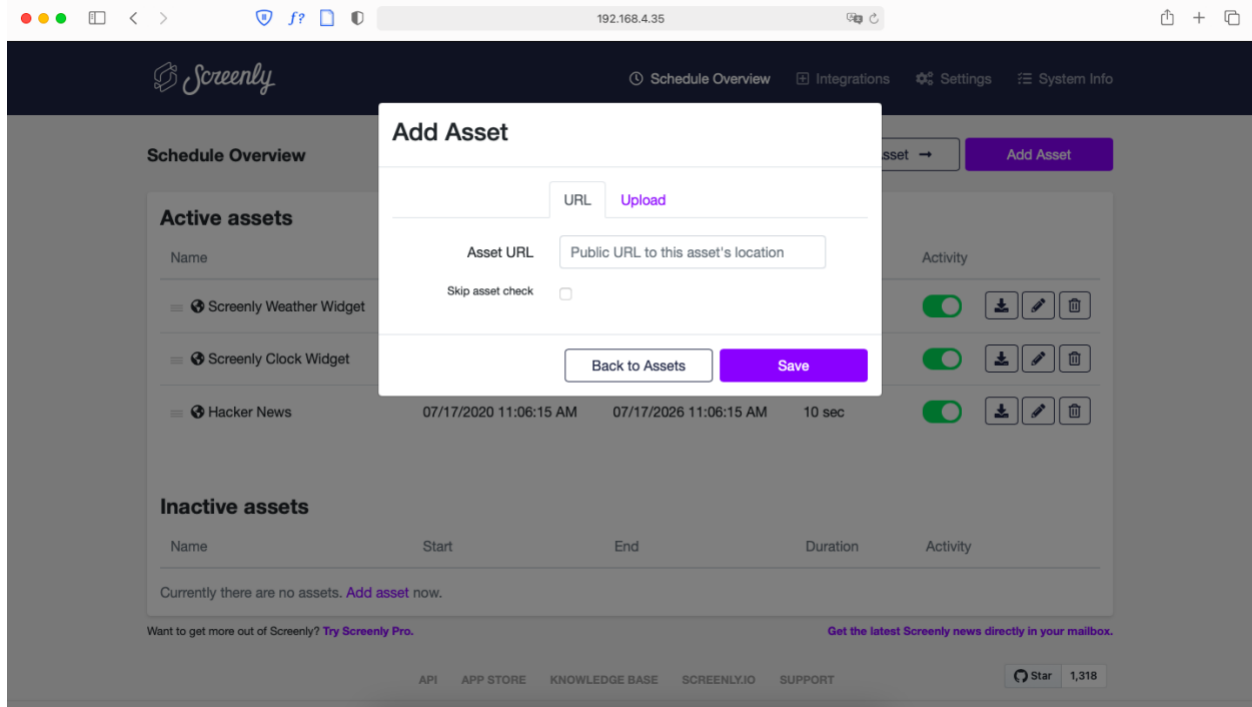 f?
192.168.4.35
Screenly
Schedule Overview Integrations Settings System Info
Add Asset
Schedule Overview
sset → Add Asset
URL Upload
Active assets
Asset URL Public URL to this asset's location
Name Activity
Skip asset check
Screenly Weather Widget
Screenly Clock Widget
Back to Assets Save
Hacker News 07/17/2020 11:06:15 AM 07/17/2026 11:06:15 AM 10 sec
Inactive assets
Name Start End Duration Activity
Currently there are no assets. Add asset now.
Want to get more out of Screenly? Try Screenly Pro. Get the latest Screenly news directly in your mailbox.
API APP STORE KNOWLEDGE BASE SCREENLY.IO SUPPORT Star 1,318